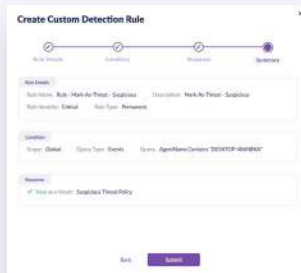 Create Custom Detection Rule
Rule Details Condition Response Summary
Rule Details
Rule Name: Rule - Mark-As-Threat - Suspicious Description: Mark-As-Threat - Suspicious
Rule Severity: Critical Rule Type: Permanent
Condition
Scope: Global Query Type: Events Query: AgentName Contains
Response
Treat as a threat: Suspicious Threat Policy
Back Submit